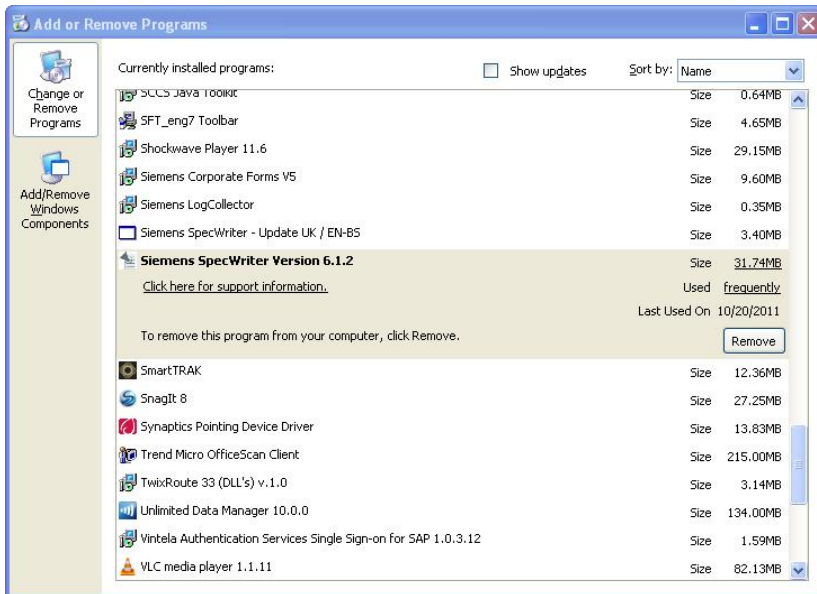 Add or Remove Programs
Change or
Remove
Programs
Add/Remove
Windows
Components
Currently installed programs:
Show updates
Sort by: Name
SCCS Java Toolkit Size 0.64MB
SFT_eng7 Toolbar Size 4.65MB
Shockwave Player 11.6 Size 29.15MB
Siemens Corporate Forms V5 Size 9.60MB
Siemens LogCollector Size 0.35MB
Siemens SpecWriter - Update UK / EN-BS Size 3.40MB
Siemens SpecWriter Version 6.1.2 Size 31.74MB
Click here for support information. Used frequently
Last Used On 10/20/2011
To remove this program from your computer, click Remove. Remove
SmartTRAK Size 12.36MB
SnagIt 8 Size 27.25MB
Synaptics Pointing Device Driver Size 13.83MB
Trend Micro OfficeScan Client Size 215.00MB
TwixRoute 33 (DLL's) v.1.0 Size 3.14MB
Unlimited Data Manager 10.0.0 Size 134.00MB
Vintela Authentication Services Single Sign-on for SAP 1.0.3.12 Size 1.59MB
VLC media player 1.1.11 Size 82.13MB